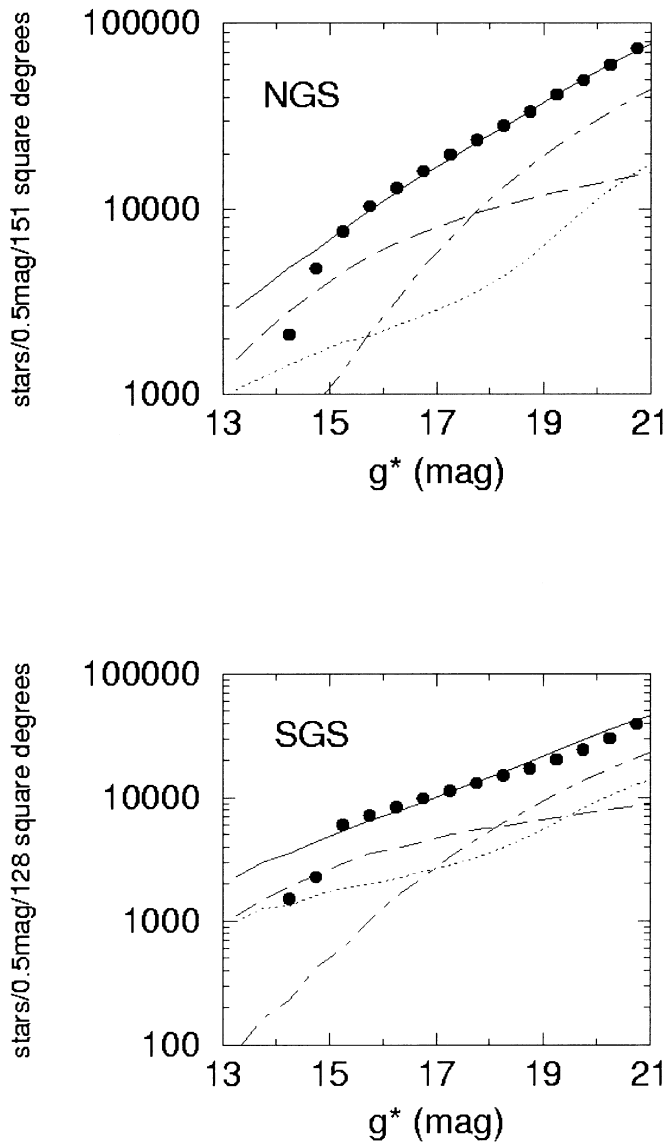 100000
NGS
10000
1000
stars/0.5mag/151 square degrees
13 15 17 19 21
g* (mag)
100000
SGS
10000
1000
100
stars/0.5mag/128 square degrees
13 15 17 19 21
g* (mag)